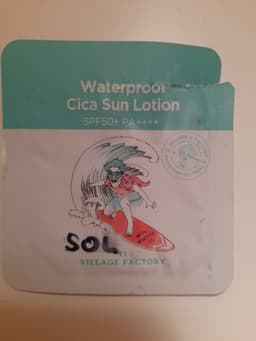 Waterproof
Cica Sun Lotion
SPF50+ PA++++
SOL
VILLAGE FACTORY